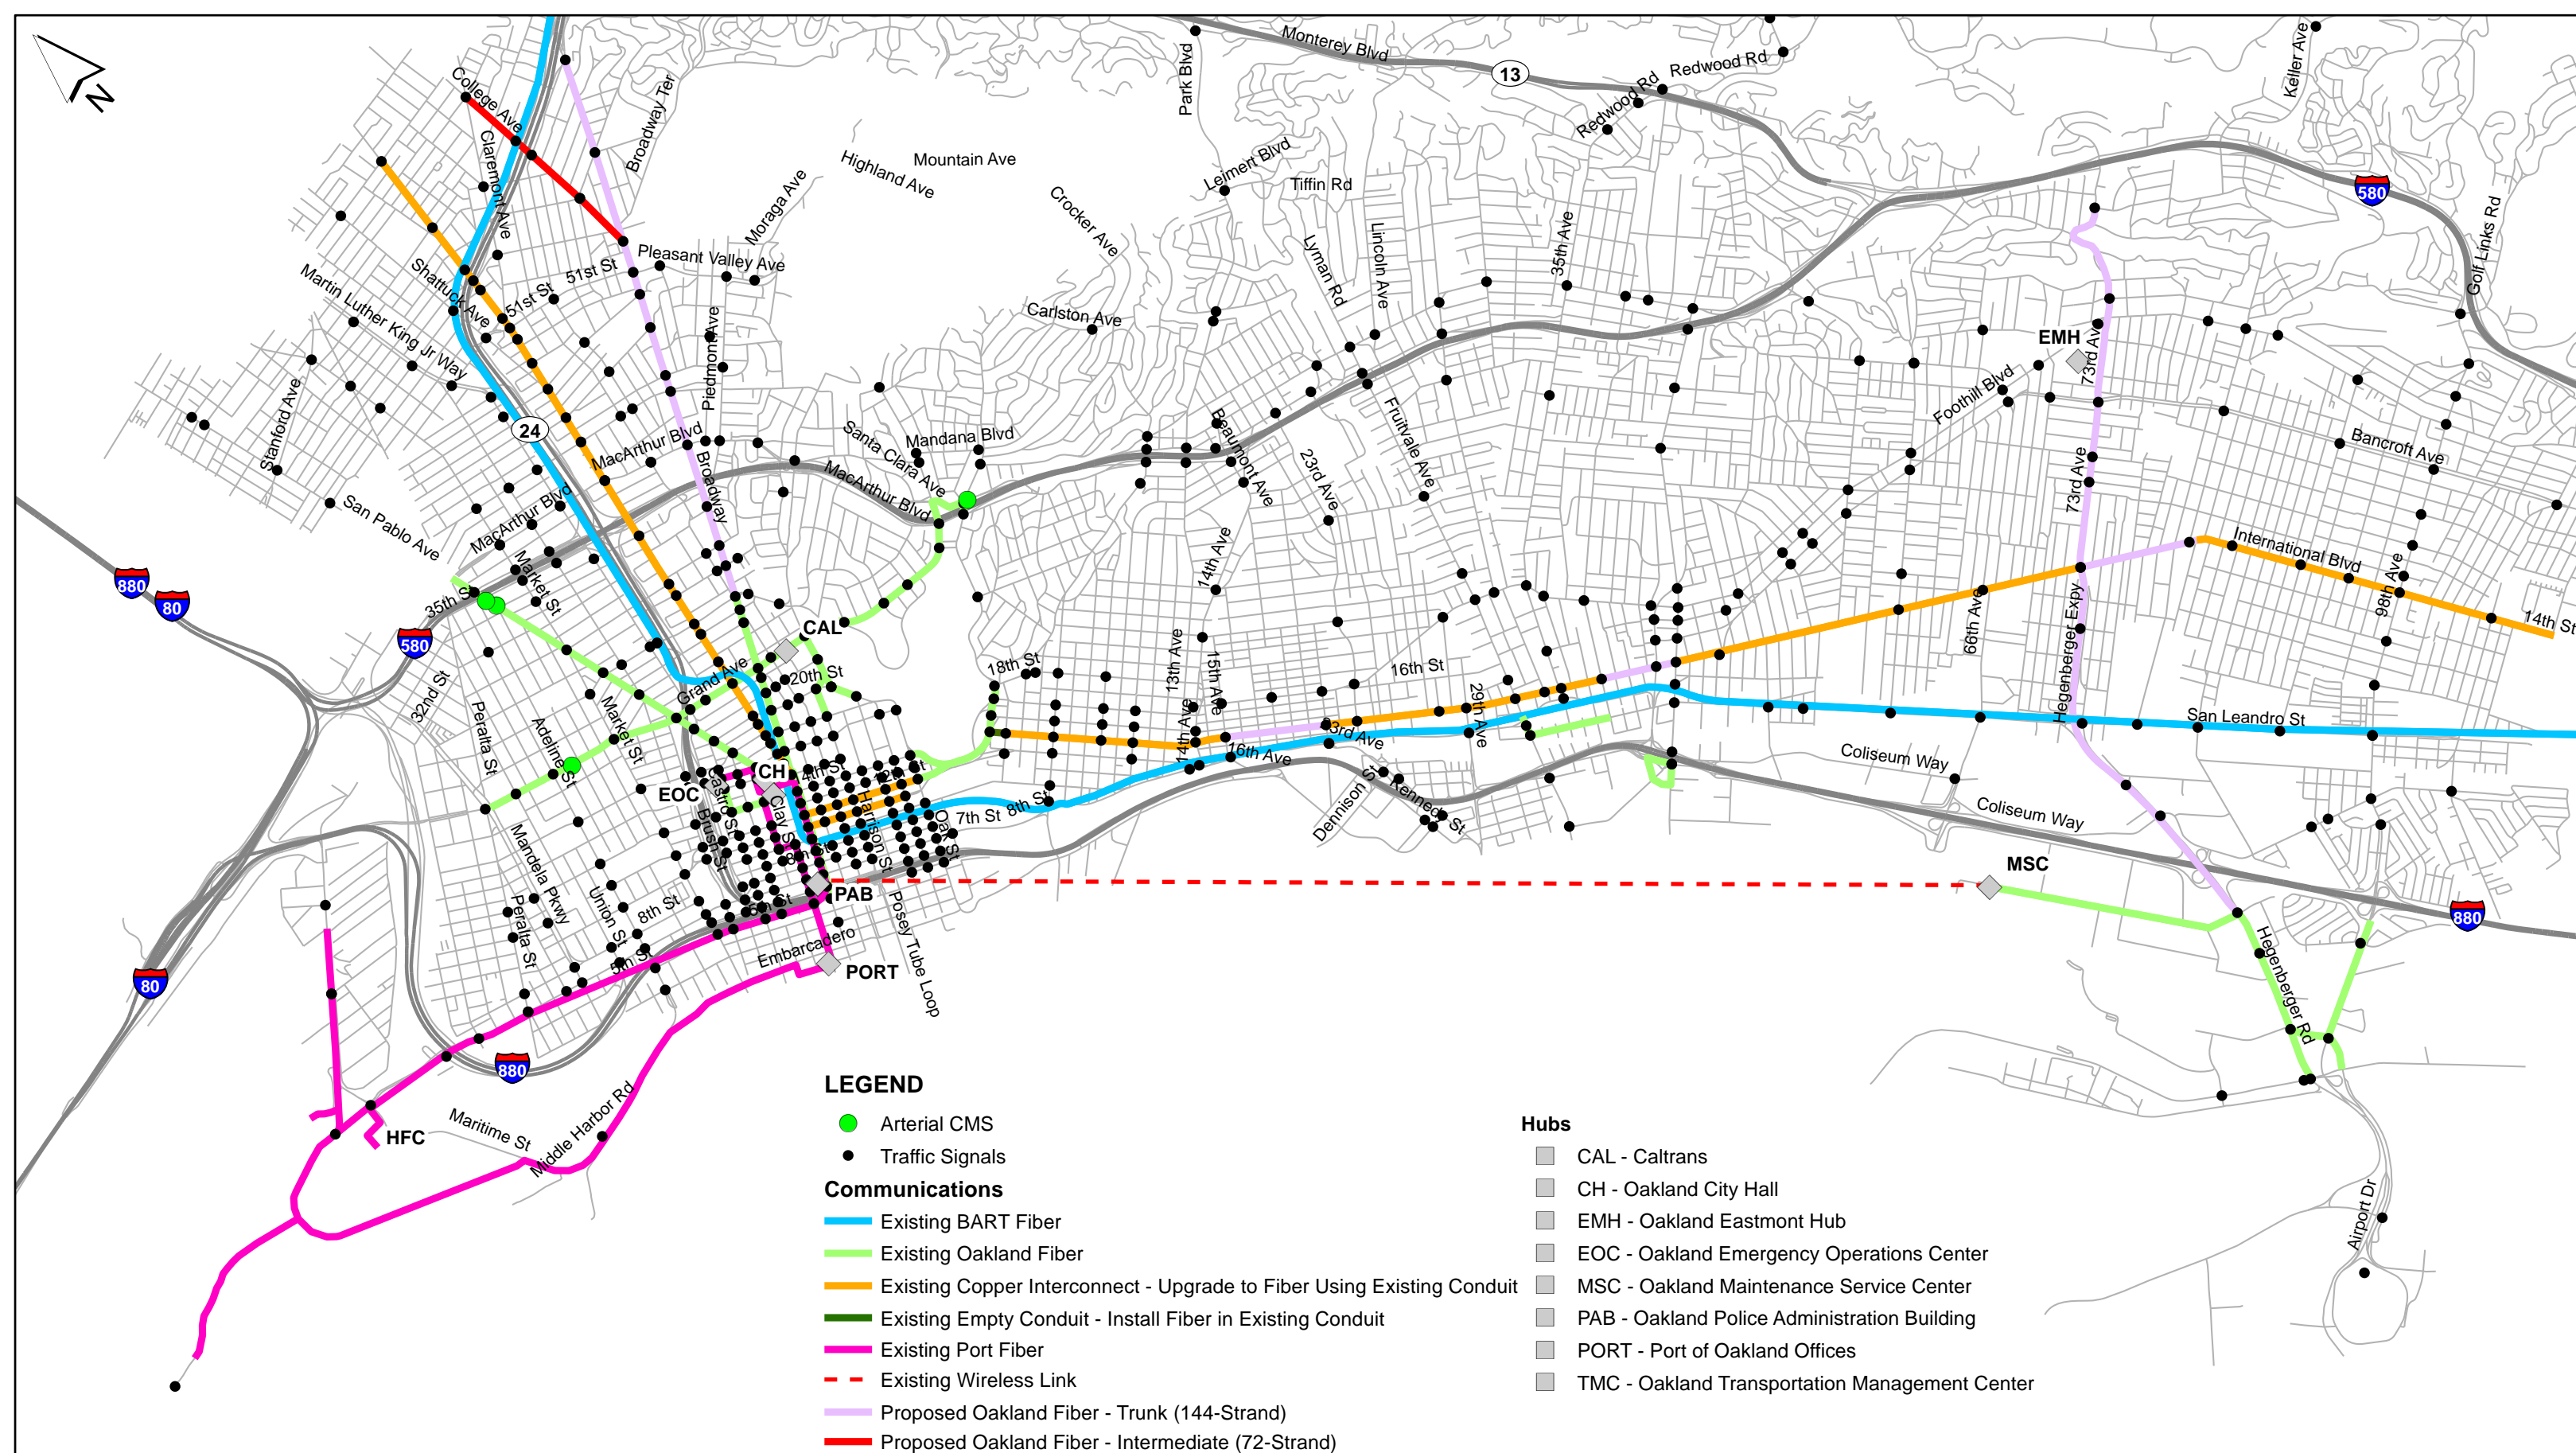 N
College Ave
Claremont Ave
Broadway Ter
Highland Ave
Mountain Ave
Moraga Ave
Crocker Ave
Park Blvd
Monterey Blvd
13
Redwood Rd
Redwood Rd
Keller Ave
Leimert Blvd
Tiffin Rd
Lyman Rd
Lincoln Ave
35th Ave
580
Golf Links Rd
Shattuck Ave
Martin Luther King Jr Way
51st St
51st St
Pleasant Valley Ave
Piedmont Ave
Carlston Ave
EMH
73rd Ave
Foothill Blvd
Stanford Ave
24
MacArthur Blvd
Broadway
Santa Clara Ave
Mandana Blvd
MacArthur Blvd
Beaumont Ave
23rd Ave
Fruitvale Ave
73rd Ave
Bancroft Ave
San Pablo Ave
MacArthur Blvd
Market St
35th St
880
80
580
14th Ave
International Blvd
98th Ave
14th St
CAL
Grand Ave
20th St
18th St
13th Ave
15th Ave
14th Ave
16th St
66th Ave
Hegenberger Expy
32nd St
Peralta St
Adeline St
Market St
29th Ave
23rd Ave
16th Ave
San Leandro St
Coliseum Way
Coliseum Way
CH
14th St
12th St
EOC
Castro St
Brush St
Clay St
Harrison St
Oak St
7th St
8th St
8th St
Dennison St
Kennedy St
MSC
PAB
6th St
Mandela Pkwy
Peralta St
Union St
8th St
5th St
Embarcadero
Posey Tube Loop
PORT
80
880
880
Hegenberger Rd
HFC
Maritime St
Middle Harbor Rd
Airport Dr
LEGEND
Arterial CMS
Traffic Signals
Communications
Existing BART Fiber
Existing Oakland Fiber
Existing Copper Interconnect - Upgrade to Fiber Using Existing Conduit
Existing Empty Conduit - Install Fiber in Existing Conduit
Existing Port Fiber
Existing Wireless Link
Proposed Oakland Fiber - Trunk (144-Strand)
Proposed Oakland Fiber - Intermediate (72-Strand)
Hubs
CAL - Caltrans
CH - Oakland City Hall
EMH - Oakland Eastmont Hub
EOC - Oakland Emergency Operations Center
MSC - Oakland Maintenance Service Center
PAB - Oakland Police Administration Building
PORT - Port of Oakland Offices
TMC - Oakland Transportation Management Center